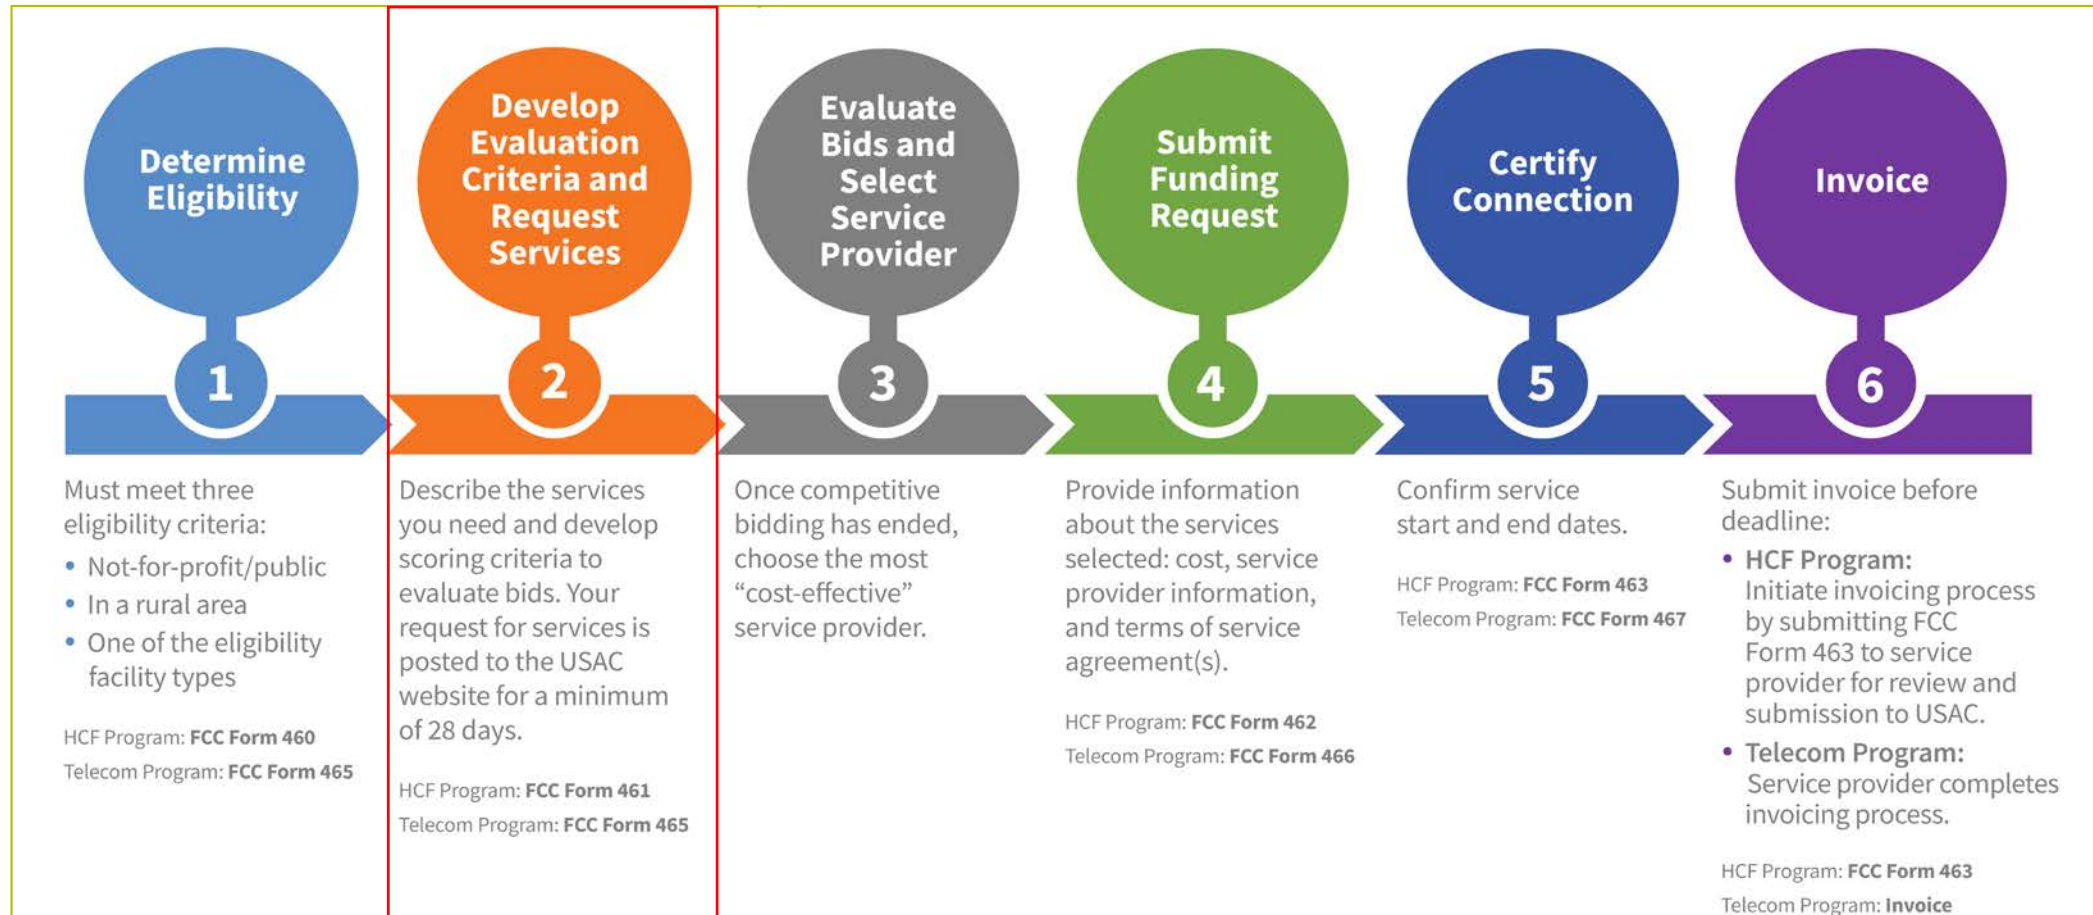 Determine
Eligibility
1
Must meet three
eligibility criteria:
• Not-for-profit/public
• In a rural area
• One of the eligibility
facility types
HCF Program: FCC Form 460
Telecom Program: FCC Form 465
Develop
Evaluation
Criteria and
Request
Services
2
Describe the services
you need and develop
scoring criteria to
evaluate bids. Your
request for services is
posted to the USAC
website for a minimum
of 28 days.
HCF Program: FCC Form 461
Telecom Program: FCC Form 465
Evaluate
Bids and
Select
Service
Provider
3
Once competitive
bidding has ended,
choose the most
“cost-effective”
service provider.
Submit
Funding
Request
4
Provide information
about the services
selected: cost, service
provider information,
and terms of service
agreement(s).
HCF Program: FCC Form 462
Telecom Program: FCC Form 466
Certify
Connection
5
Confirm service
start and end dates.
HCF Program: FCC Form 463
Telecom Program: FCC Form 467
Invoice
6
Submit invoice before
deadline:
• HCF Program:
Initiate invoicing process
by submitting FCC
Form 463 to service
provider for review and
submission to USAC.
• Telecom Program:
Service provider completes
invoicing process.
HCF Program: FCC Form 463
Telecom Program: Invoice